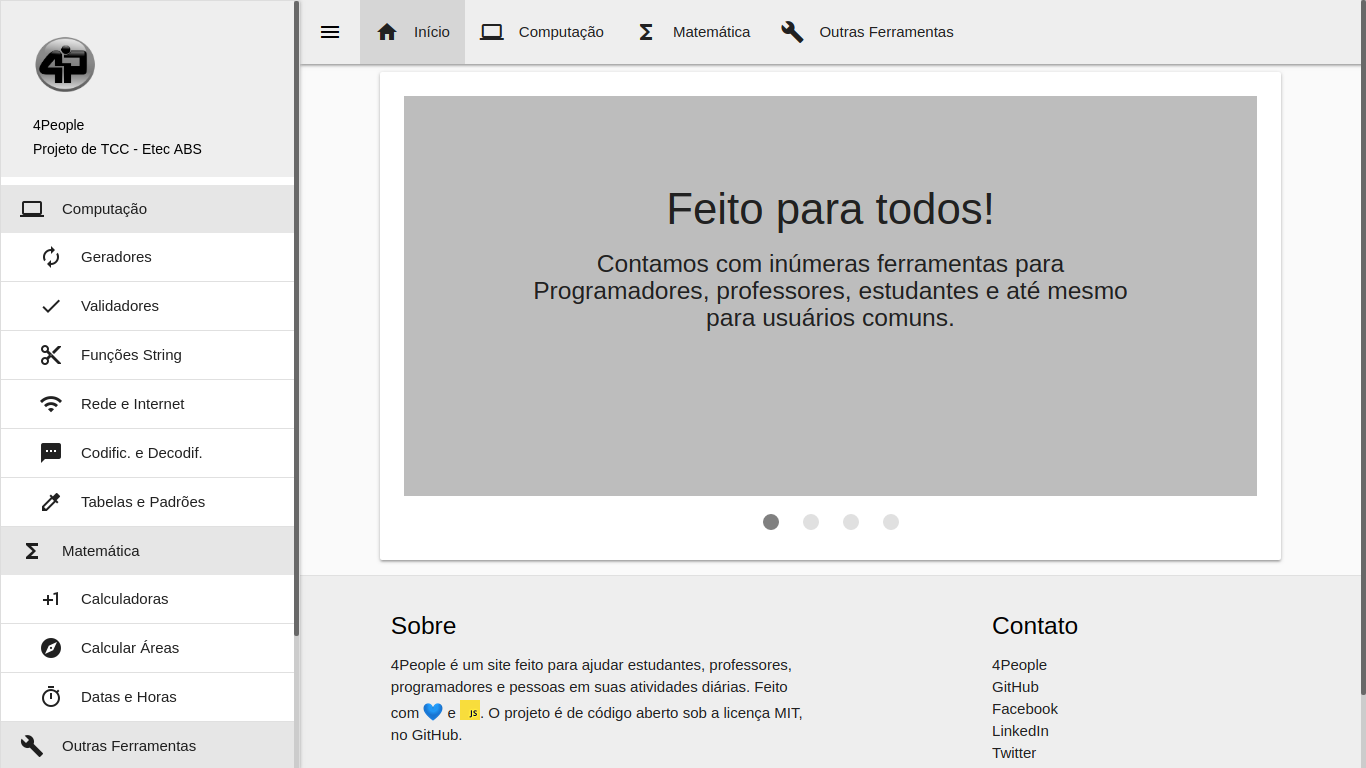 4P
4People
Projeto de TCC - Etec ABS
Computação
Geradores
Validadores
Funções String
Rede e Internet
Codific. e Decodif.
Tabelas e Padrões
Matemática
+1
Calculadoras
Calcular Áreas
Datas e Horas
Outras Ferramentas
Início
Computação
Matemática
Outras Ferramentas
Feito para todos!
Contamos com inúmeras ferramentas para
Programadores, professores, estudantes e até mesmo
para usuários comuns.
Sobre
4People é um site feito para ajudar estudantes, professores,
programadores e pessoas em suas atividades diárias. Feito
com 💙 e JS. O projeto é de código aberto sob a licença MIT,
no GitHub.
Contato
4People
GitHub
Facebook
LinkedIn
Twitter